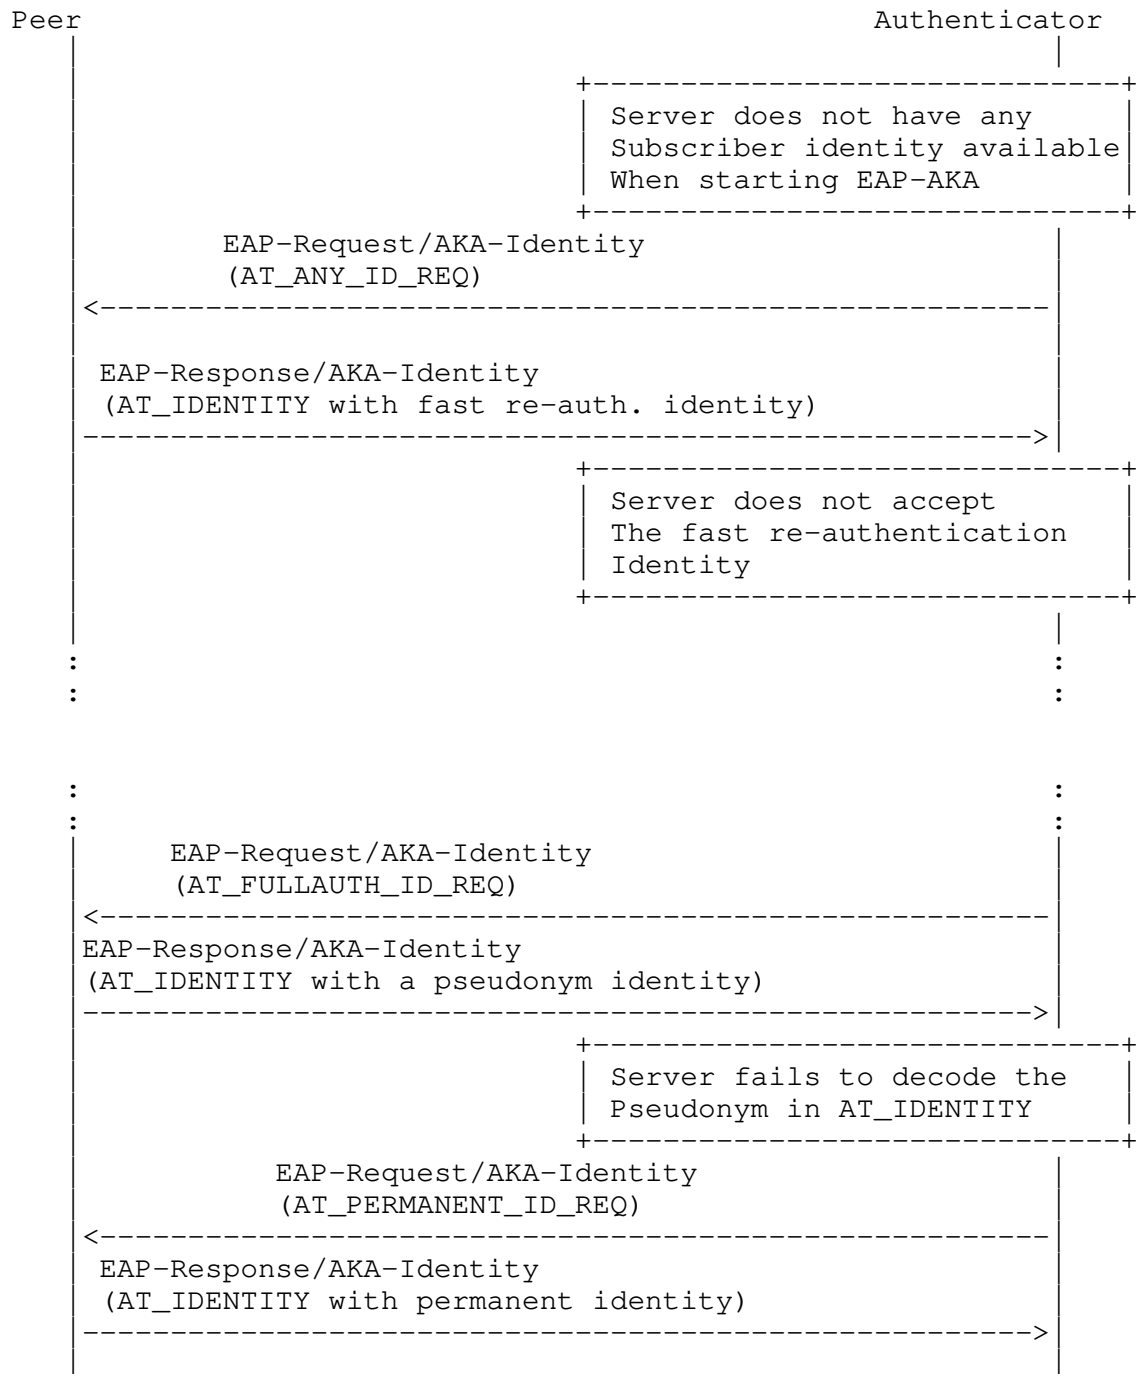 Peer Authenticator
Server does not have any
Subscriber identity available
When starting EAP-AKA
EAP-Request/AKA-Identity
(AT_ANY_ID_REQ)
EAP-Response/AKA-Identity
(AT_IDENTITY with fast re-auth. identity)
Server does not accept
The fast re-authentication
Identity
EAP-Request/AKA-Identity
(AT_FULLAUTH_ID_REQ)
EAP-Response/AKA-Identity
(AT_IDENTITY with a pseudonym identity)
Server fails to decode the
Pseudonym in AT_IDENTITY
EAP-Request/AKA-Identity
(AT_PERMANENT_ID_REQ)
EAP-Response/AKA-Identity
(AT_IDENTITY with permanent identity)